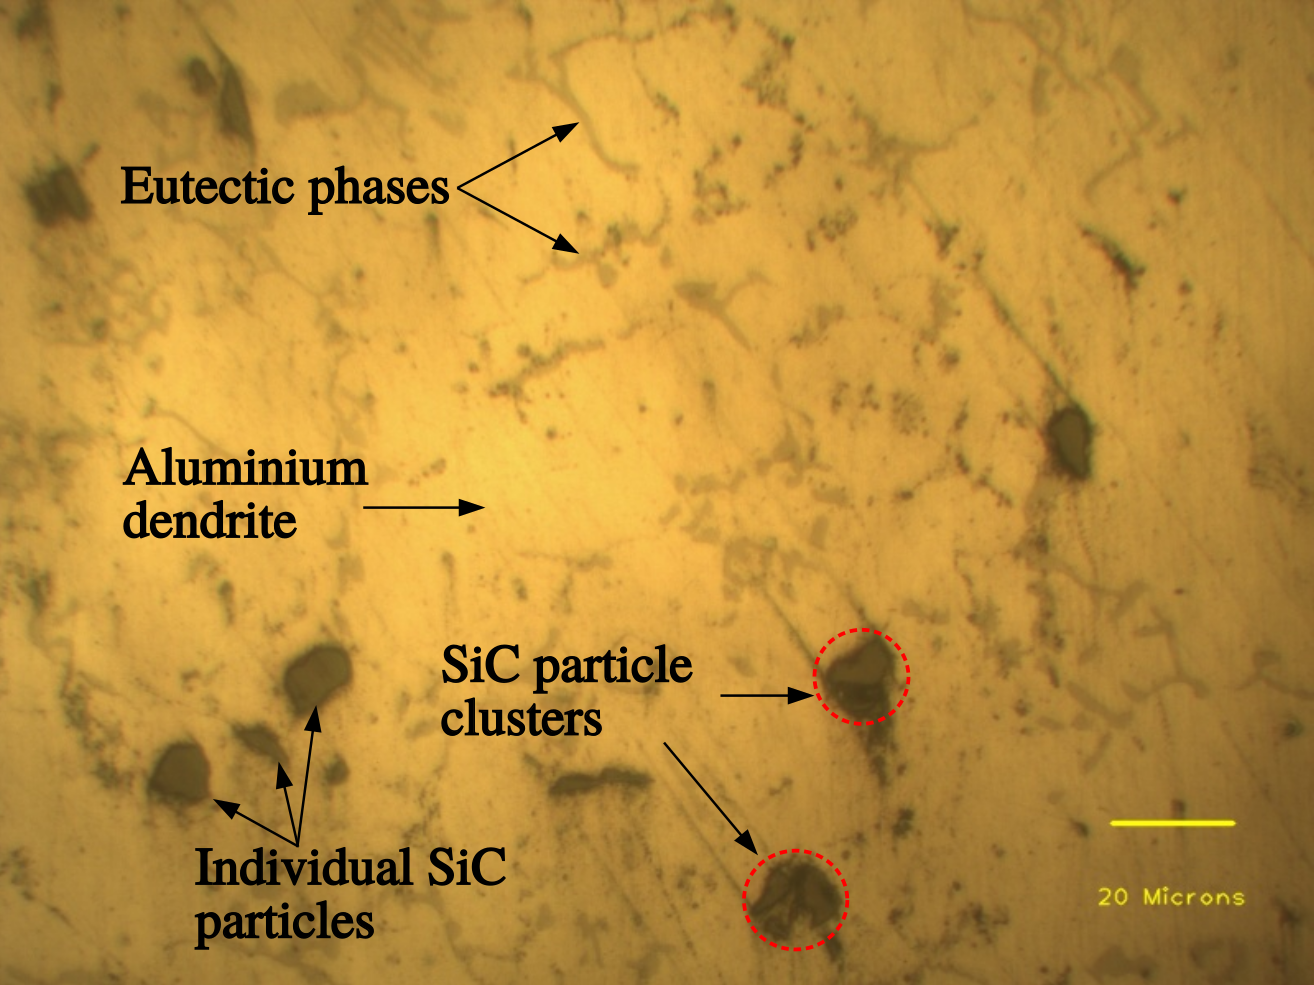 Eutectic phases
Aluminium
dendrite
SiC particle
clusters
Individual SiC
particles
20 Microns